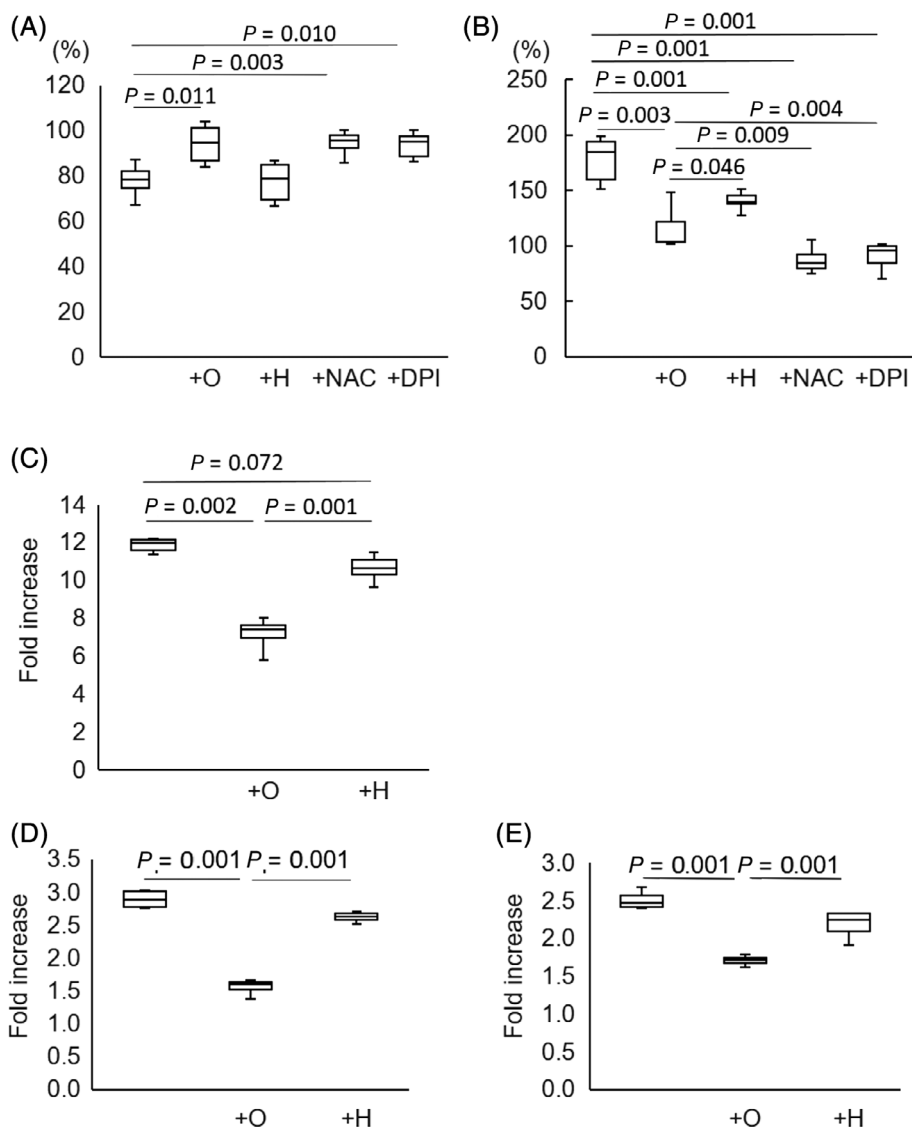 (A)
(%)
P = 0.010
P = 0.003
P = 0.011
120
100
80
60
40
20
0
+O +H +NAC +DPI
(B)
(%)
P = 0.001
P = 0.001
P = 0.001
P = 0.003 P = 0.004
P = 0.009
P = 0.046
250
200
150
100
50
0
+O +H +NAC +DPI
(C)
P = 0.072
P = 0.002 P = 0.001
Fold increase
14
12
10
8
6
4
2
0
+O +H
(D)
P = 0.001 P = 0.001
Fold increase
3.5
3.0
2.5
2.0
1.5
1.0
0.0
+O +H
(E)
P = 0.001 P = 0.001
Fold increase
3.0
2.5
2.0
1.5
1.0
0.0
+O +H